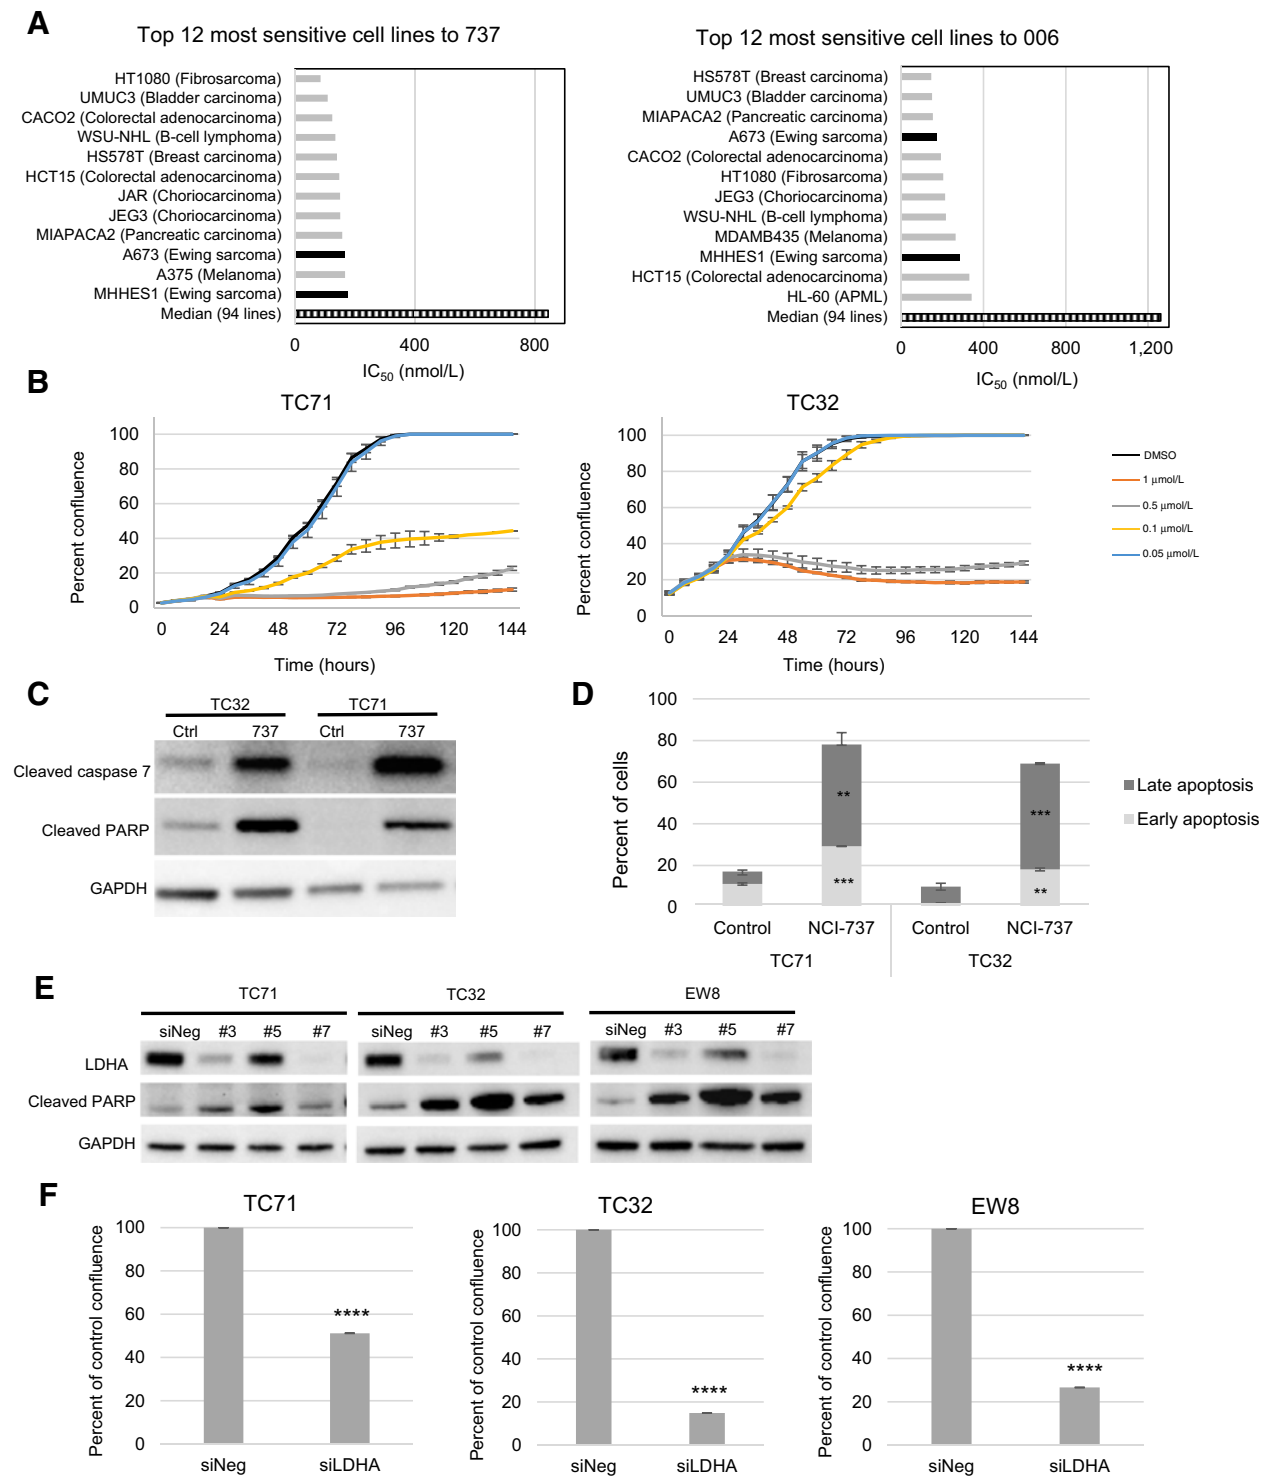 A
Top 12 most sensitive cell lines to 737
HT1080 (Fibrosarcoma)
UMUC3 (Bladder carcinoma)
CACO2 (Colorectal adenocarcinoma)
WSU-NHL (B-cell lymphoma)
HS578T (Breast carcinoma)
HCT15 (Colorectal adenocarcinoma)
JAR (Choriocarcinoma)
JEG3 (Choriocarcinoma)
MIAPACA2 (Pancreatic carcinoma)
A673 (Ewing sarcoma)
A375 (Melanoma)
MHHES1 (Ewing sarcoma)
Median (94 lines)
0 400 800
IC50 (nmol/L)
Top 12 most sensitive cell lines to 006
HS578T (Breast carcinoma)
UMUC3 (Bladder carcinoma)
MIAPACA2 (Pancreatic carcinoma)
A673 (Ewing sarcoma)
CACO2 (Colorectal adenocarcinoma)
HT1080 (Fibrosarcoma)
JEG3 (Choriocarcinoma)
WSU-NHL (B-cell lymphoma)
MDAMB435 (Melanoma)
MHHES1 (Ewing sarcoma)
HCT15 (Colorectal adenocarcinoma)
HL-60 (APML)
Median (94 lines)
0 400 800 1,200
IC50 (nmol/L)
B
TC71
Percent confluence
100
80
60
40
20
0
0 24 48 72 96 120 144
Time (hours)
TC32
Percent confluence
100
80
60
40
20
0
0 24 48 72 96 120 144
Time (hours)
DMSO
1 µmol/L
0.5 µmol/L
0.1 µmol/L
0.05 µmol/L
C
TC32 TC71
Ctrl 737 Ctrl 737
Cleaved caspase 7
Cleaved PARP
GAPDH
D
Percent of cells
100
80
60
40
20
0
**
***
***
**
Control NCI-737 Control NCI-737
TC71 TC32
Late apoptosis
Early apoptosis
E
TC71 TC32 EW8
siNeg #3 #5 #7 siNeg #3 #5 #7 siNeg #3 #5 #7
LDHA
Cleaved PARP
GAPDH
F
TC71
Percent of control confluence
100
80
60
40
20
0
****
siNeg siLDHA
TC32
Percent of control confluence
100
80
60
40
20
0
****
siNeg siLDHA
EW8
Percent of control confluence
100
80
60
40
20
0
****
siNeg siLDHA